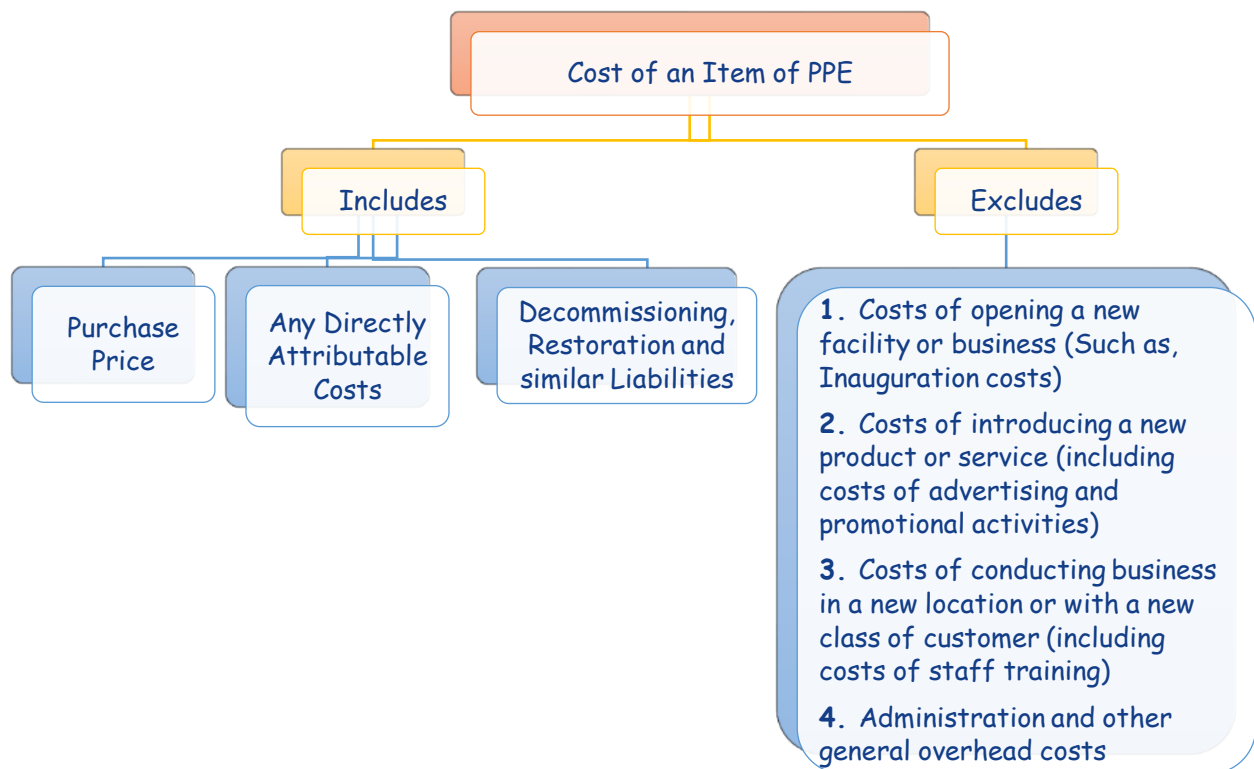 Cost of an Item of PPE
Includes
Excludes
Purchase
Price
Any Directly
Attributable
Costs
Decommissioning,
Restoration and
similar Liabilities
1. Costs of opening a new
facility or business (Such as,
Inauguration costs)
2. Costs of introducing a new
product or service (including
costs of advertising and
promotional activities)
3. Costs of conducting business
in a new location or with a new
class of customer (including
costs of staff training)
4. Administration and other
general overhead costs